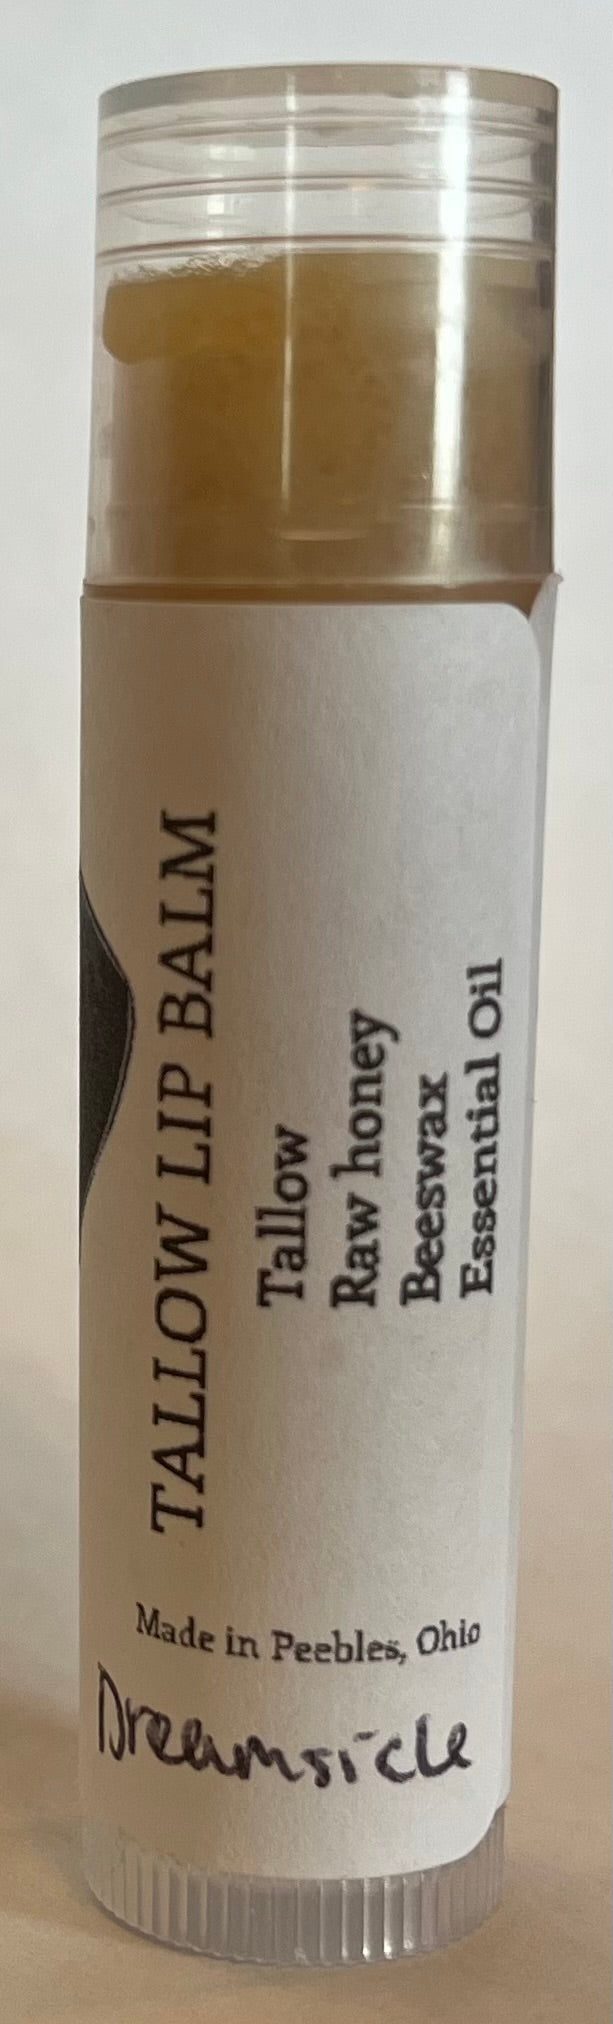 TALLOW LIP BALM
Tallow
Raw honey
Beeswax
Essential Oil
Made in Peebles, Ohio
Dreamsicle